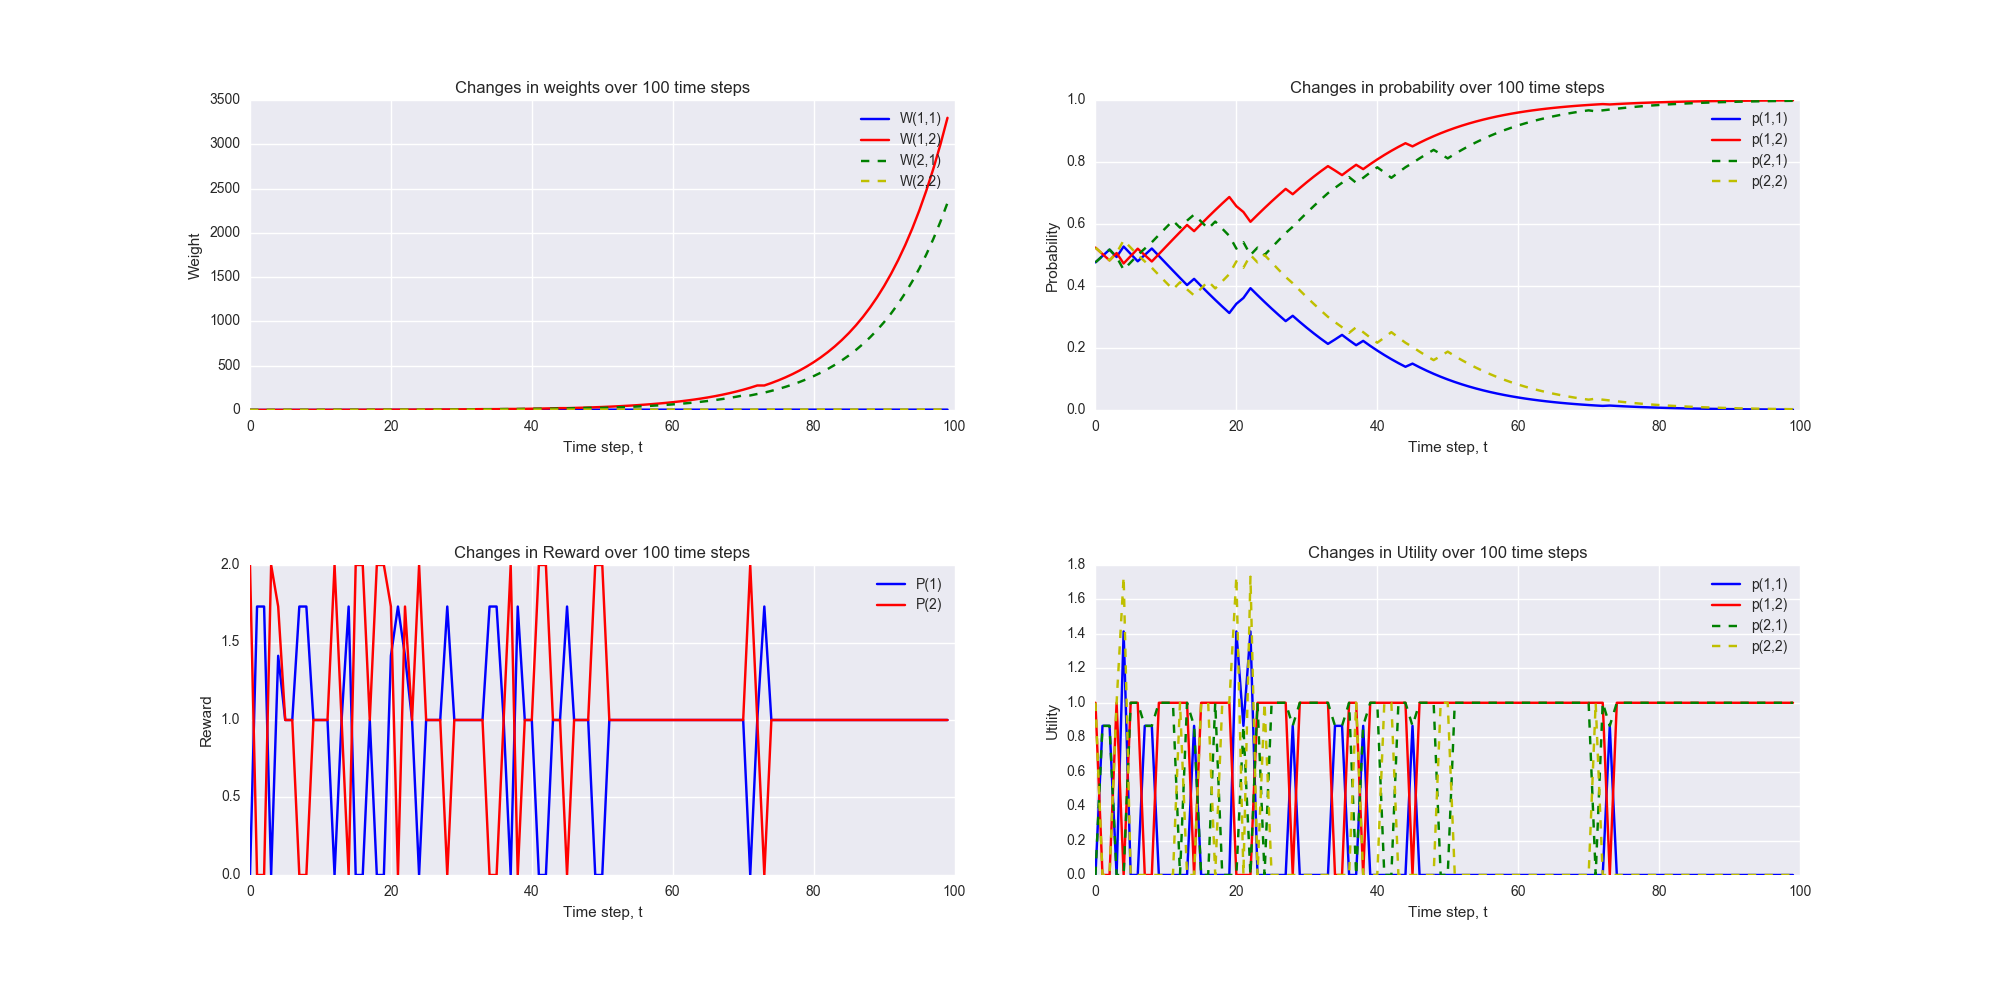 Changes in weights over 100 time steps
3500
3000
2500
2000
1500
1000
500
0
Weight
W(1,1)
W(1,2)
W(2,1)
W(2,2)
0 20 40 60 80 100
Time step, t
Changes in probability over 100 time steps
1.0
0.8
0.6
0.4
0.2
0.0
Probability
p(1,1)
p(1,2)
p(2,1)
p(2,2)
0 20 40 60 80 100
Time step, t
Changes in Reward over 100 time steps
2.0
1.5
1.0
0.5
0.0
Reward
P(1)
P(2)
0 20 40 60 80 100
Time step, t
Changes in Utility over 100 time steps
1.8
1.6
1.4
1.2
1.0
0.8
0.6
0.4
0.2
0.0
Utility
p(1,1)
p(1,2)
p(2,1)
p(2,2)
0 20 40 60 80 100
Time step, t